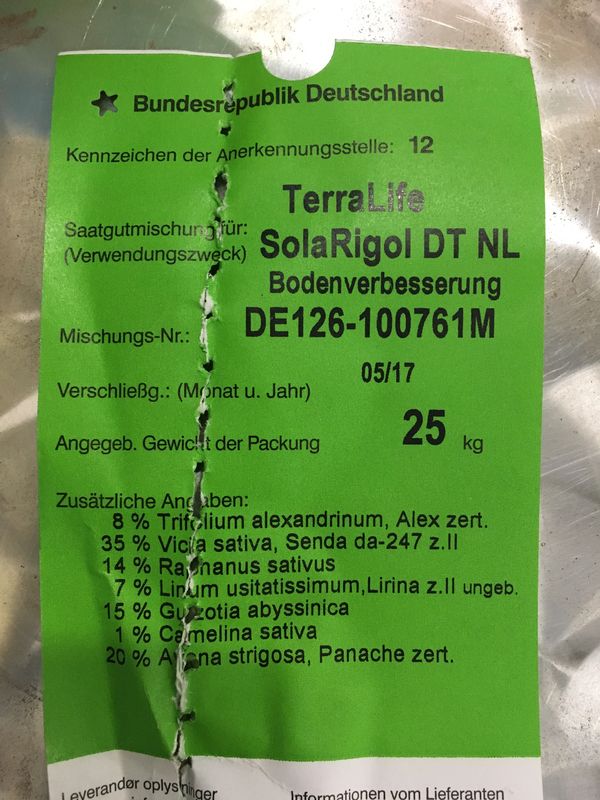 Bundesrepublik Deutschland
Kennzeichen der Anerkennungsstelle: 12
TerraLife
Saatgutmischung für: SolaRigol DT NL
(Verwendungszweck)
Bodenverbesserung
Mischungs-Nr.: DE126-100761M
05/17
Verschließg.: (Monat u. Jahr)
Angegeb. Gewicht der Packung 25 kg
Zusätzliche Angaben:
8 % Trifolium alexandrinum, Alex zert.
35 % Vicia sativa, Senda da-247 z.II
14 % Raphanus sativus
7 % Linum usitatissimum,Lirina z.II ungeb.
15 % Guizotia abyssinica
1 % Camelina sativa
20 % Avena strigosa, Panache zert.
Leverandør oplysninger Informationen vom Lieferanten